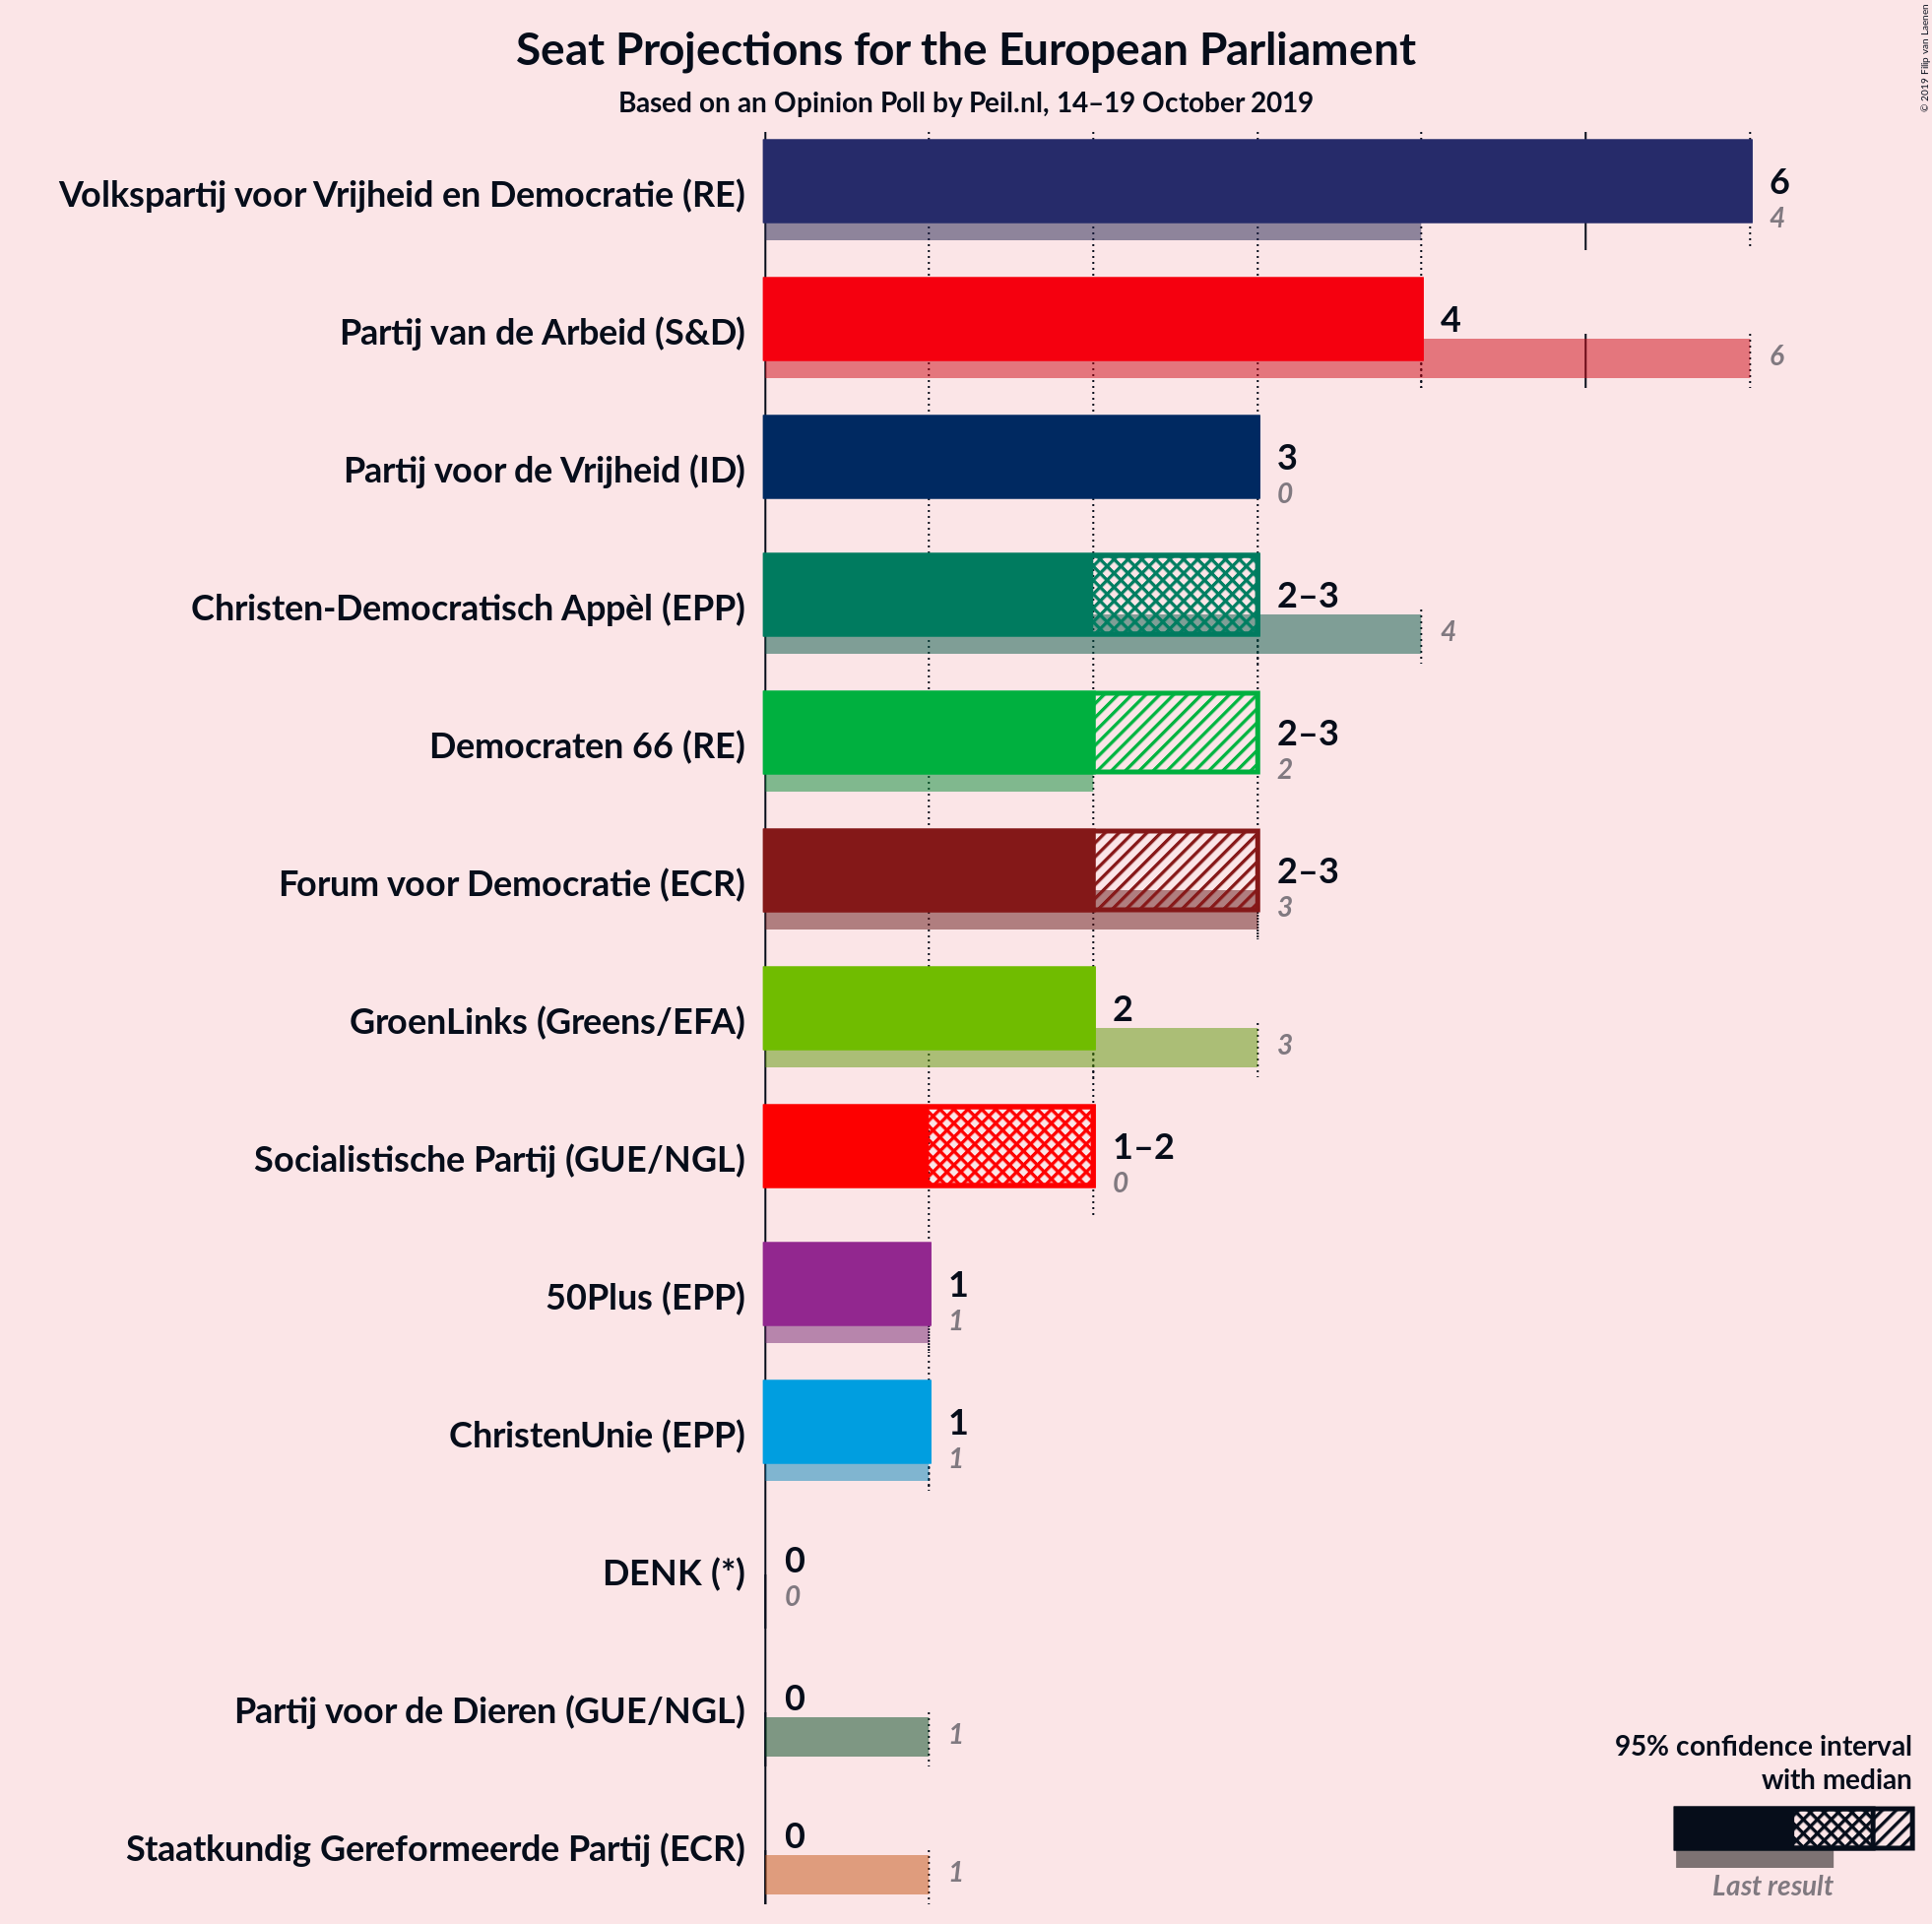 Seat Projections for the European Parliament
Based on an Opinion Poll by Peil.nl, 14–19 October 2019
© 2019 Filip van Laenen
Volkspartij voor Vrijheid en Democratie (RE)
6
4
Partij van de Arbeid (S&D)
4
6
Partij voor de Vrijheid (ID)
3
0
Christen-Democratisch Appèl (EPP)
2–3
4
Democraten 66 (RE)
2–3
2
Forum voor Democratie (ECR)
2–3
3
GroenLinks (Greens/EFA)
2
3
Socialistische Partij (GUE/NGL)
1–2
0
50Plus (EPP)
1
1
ChristenUnie (EPP)
1
1
DENK (*)
0
0
Partij voor de Dieren (GUE/NGL)
0
1
Staatkundig Gereformeerde Partij (ECR)
0
1
95% confidence interval
with median
Last result